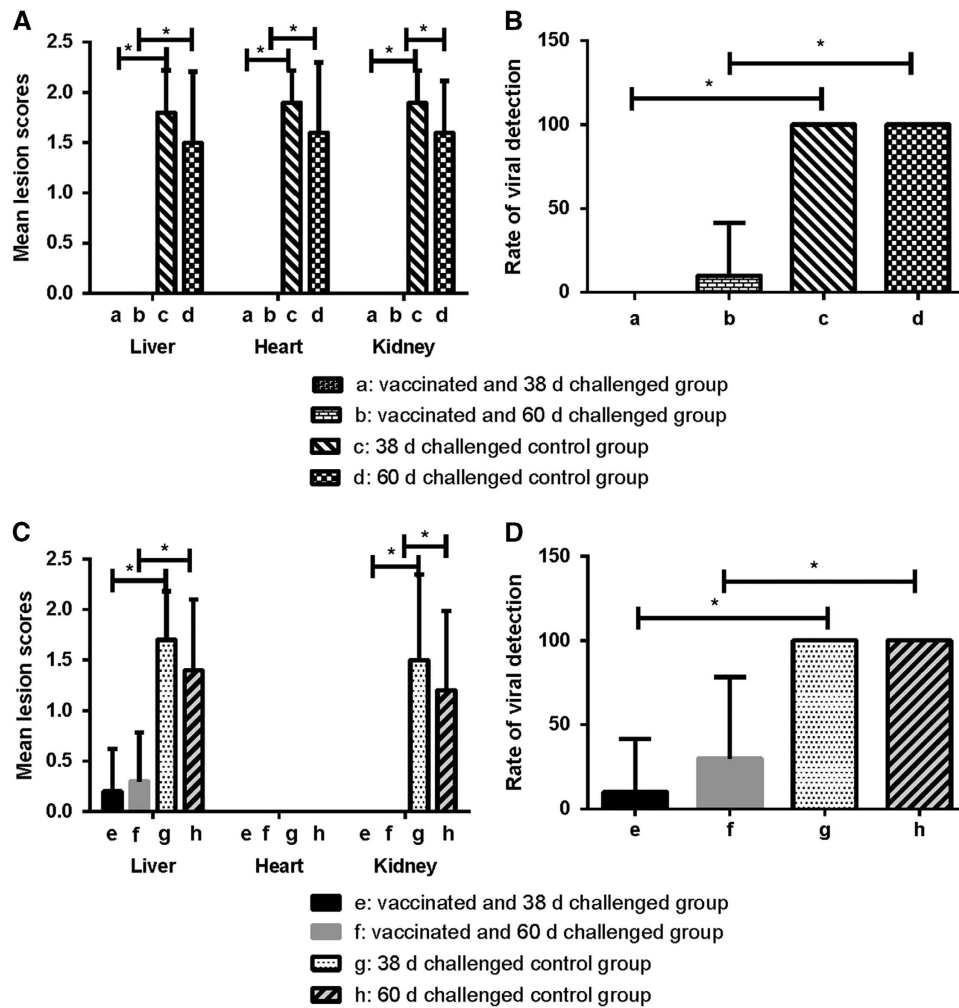 A
Mean lesion scores
2.5
2.0
1.5
1.0
0.5
0.0
* * * * * *
a b c d a b c d a b c d
Liver Heart Kidney
B
Rate of viral detection
150
100
50
0
* *
a b c d
a: vaccinated and 38 d challenged group
b: vaccinated and 60 d challenged group
c: 38 d challenged control group
d: 60 d challenged control group
C
Mean lesion scores
2.5
2.0
1.5
1.0
0.5
0.0
* * * *
e f g h e f g h e f g h
Liver Heart Kidney
D
Rate of viral detection
150
100
50
0
* *
e f g h
e: vaccinated and 38 d challenged group
f: vaccinated and 60 d challenged group
g: 38 d challenged control group
h: 60 d challenged control group